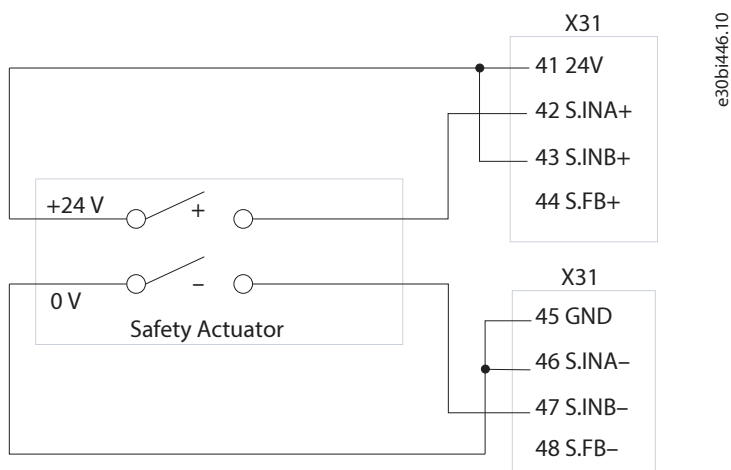 X31
41 24V
42 S.INA+
43 S.INB+
44 S.FB+
+24 V
+
–
0 V
Safety Actuator
X31
45 GND
46 S.INA–
47 S.INB–
48 S.FB–
e30bi446.10